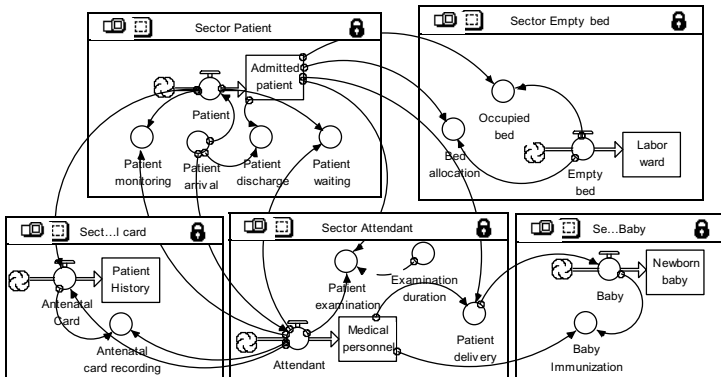 Sector Patient
Admitted
patient
Patient
Patient
monitoring
Patient
arrival
Patient
discharge
Patient
waiting
Sector Empty bed
Occupied
bed
Bed
allocation
Empty
bed
Labor
ward
Sect...l card
Patient
History
Antenatal
Card
Antenatal
card recording
Sector Attendant
Patient
examination
Examination
duration
Attendant
Medical
personnel
Patient
delivery
Se...Baby
Newborn
baby
Baby
Baby
Immunization